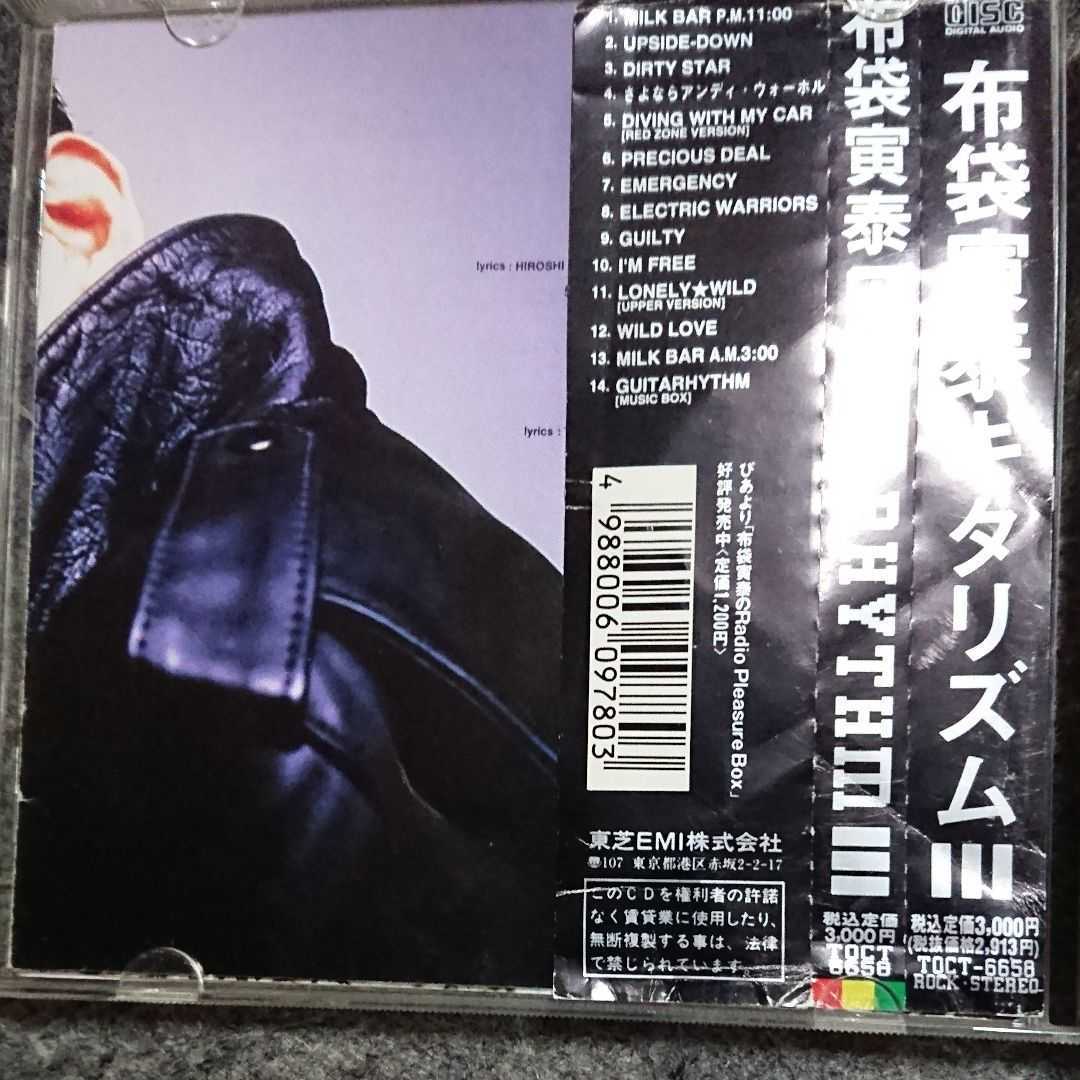 1. MILK BAR P.M.11:00
2. UPSIDE-DOWN
3. DIRTY STAR
4. さよならアンディ・ウォーホル
5. DIVING WITH MY CAR
[RED ZONE VERSION]
6. PRECIOUS DEAL
7. EMERGENCY
8. ELECTRIC WARRIORS
9. GUILTY
10. I'M FREE
11. LONELY★WILD
[UPPER VERSION]
12. WILD LOVE
13. MILK BAR A.M.3:00
14. GUITARHYTHM
[MUSIC BOX]
lyrics : HIROSHI
lyrics :
ぴあより「布袋寅泰のSRadio Pleasure Box」
好評発売中〈定価1,200円〉
4 988006 097803
東芝EMI株式会社
〠107 東京都港区赤坂2-2-17
このCDを権利者の許諾
なく賃貸業に使用したり、
無断複製する事は、法律
で禁じられています。
布袋寅泰
RHYTHM III
税込定価
3,000円
TOCT
6658
DISC
DIGITAL AUDIO
布袋寅泰 ギタリズム III
税込定価3,000円
(税抜価格2,913円)
TOCT-6658
ROCK・STEREO